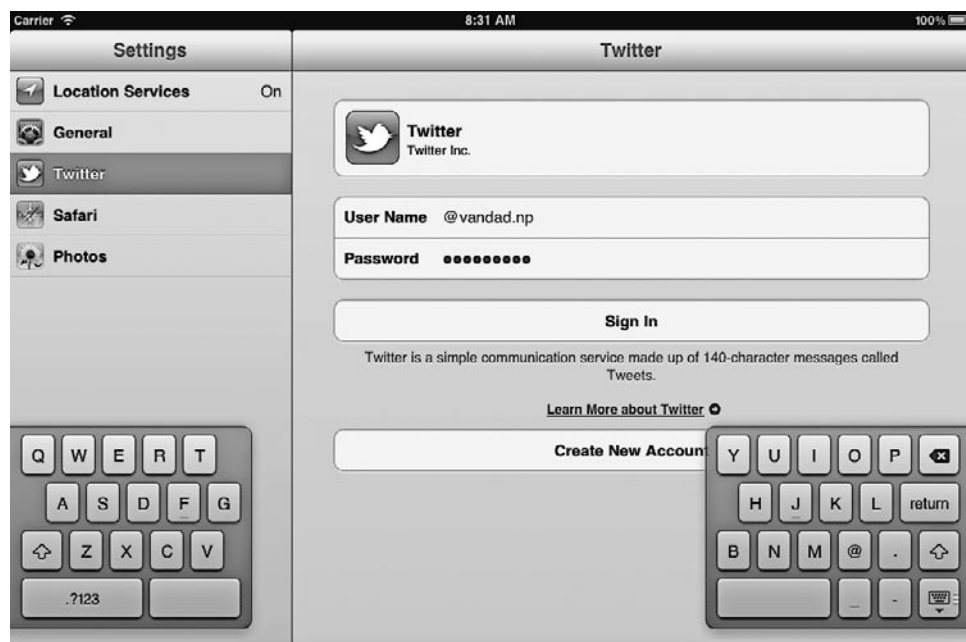 Carrier 8:31 AM 100%
Settings
Location Services On
General
Twitter
Safari
Photos
Twitter
Twitter
Twitter Inc.
User Name @vandad.np
Password ●●●●●●●●●
Sign In
Twitter is a simple communication service made up of 140-character messages called
Tweets.
Learn More about Twitter
Create New Account
Q W E R T
A S D F G
Z X C V
.?123
Y U I O P
H J K L return
B N M @ .
_ -